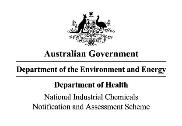 Australian Government
Department of the Environment and Energy
Department of Health
National Industrial Chemicals
Notification and Assessment Scheme